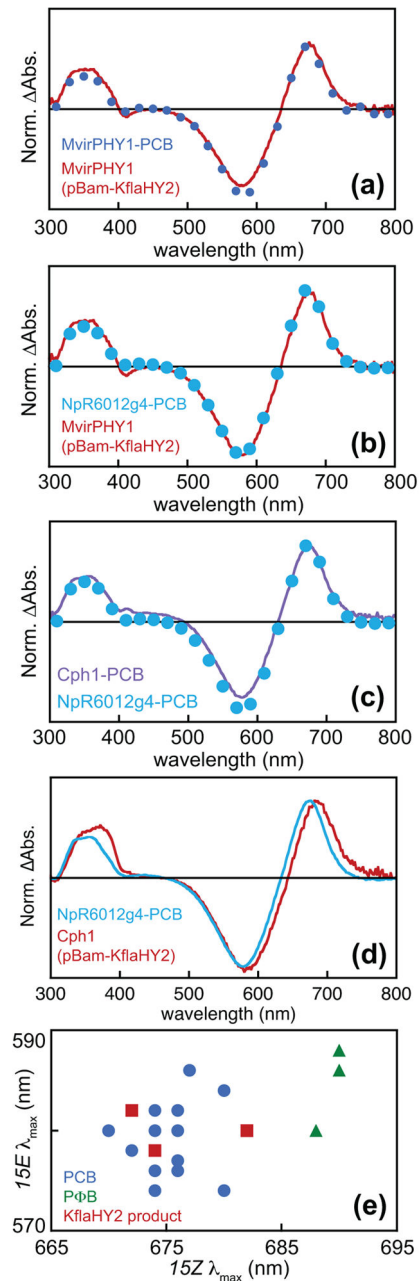 Norm. ΔAbs.
MvirPHY1-PCB
MvirPHY1
(pBam-KflaHY2)
(a)
300 400 500 600 700 800
wavelength (nm)
Norm. ΔAbs.
NpR6012g4-PCB
MvirPHY1
(pBam-KflaHY2)
(b)
300 400 500 600 700 800
wavelength (nm)
Norm. ΔAbs.
Cph1-PCB
NpR6012g4-PCB
(c)
300 400 500 600 700 800
wavelength (nm)
Norm. ΔAbs.
NpR6012g4-PCB
Cph1
(pBam-KflaHY2)
(d)
300 400 500 600 700 800
wavelength (nm)
590
15E λmax (nm)
570
PCB
PΦB
KflaHY2 product
(e)
665 675 685 695
15Z λmax (nm)